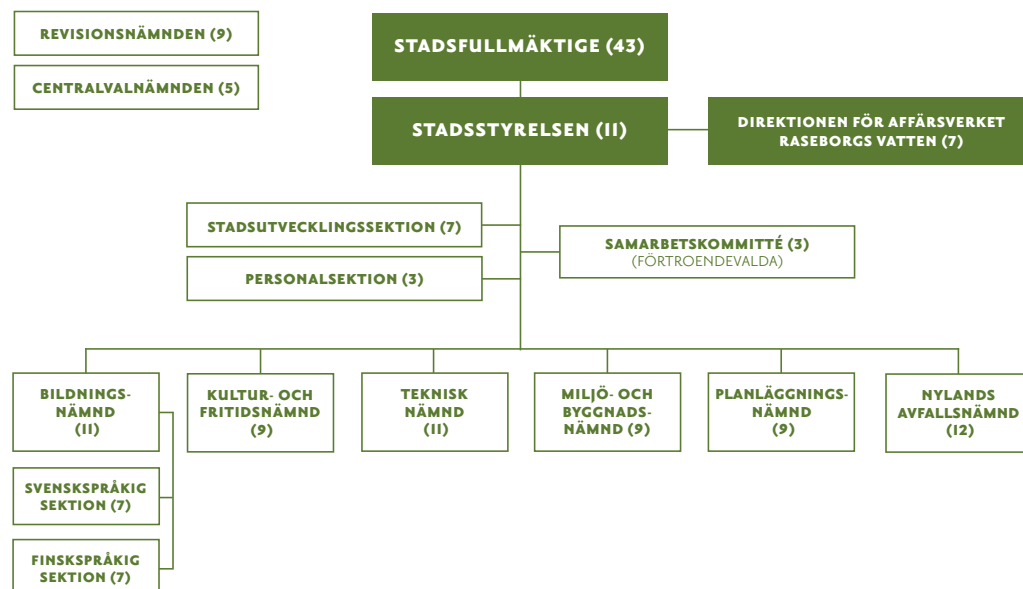 REVISIONSNÄMNDEN (9)
CENTRALVALNÄMNDEN (5)
STADSFULLMÄKTIGE (43)
STADSSTYRELSEN (11)
DIREKTIONEN FÖR AFFÄRSVERKET
RASEBORGS VATTEN (7)
STADSUTVECKLINGSSEKTION (7)
PERSONALSEKTION (3)
SAMARBETSKOMMITTÉ (3)
(FÖRTROENDEVALDA)
BILDNINGS-
NÄMND
(11)
KULTUR- OCH
FRITIDSNÄMND
(9)
TEKNISK
NÄMND
(11)
MILJÖ- OCH
BYGGNADS-
NÄMND (9)
PLANLÄGGNINGS-
NÄMND
(9)
NYLANDS
AVFALLSNÄMND
(12)
SVENSKSPRÅKIG
SEKTION (7)
FINSKSPRÅKIG
SEKTION (7)